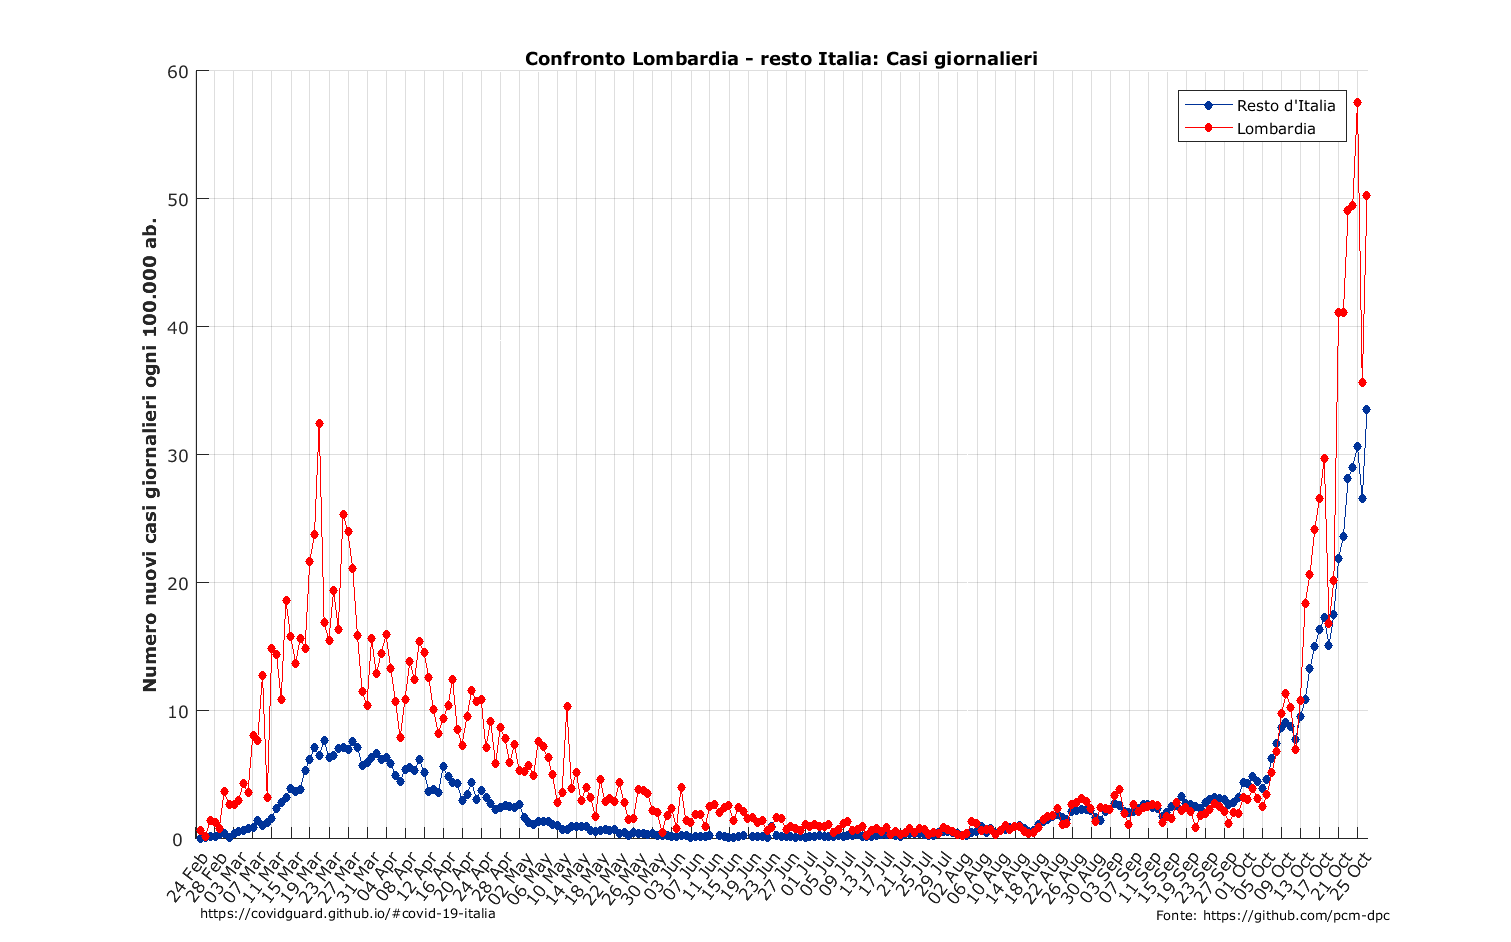 Confronto Lombardia - resto Italia: Casi giornalieri
Numero nuovi casi giornalieri ogni 100.000 ab.
60
50
40
30
20
10
0
Resto d'Italia
Lombardia
24 Feb
28 Feb
03 Mar
07 Mar
11 Mar
15 Mar
19 Mar
23 Mar
27 Mar
31 Mar
04 Apr
08 Apr
12 Apr
16 Apr
20 Apr
24 Apr
28 Apr
02 May
06 May
10 May
14 May
18 May
22 May
26 May
30 May
03 Jun
07 Jun
11 Jun
15 Jun
19 Jun
23 Jun
27 Jun
01 Jul
05 Jul
09 Jul
13 Jul
17 Jul
21 Jul
25 Jul
29 Jul
02 Aug
06 Aug
10 Aug
14 Aug
18 Aug
22 Aug
26 Aug
30 Aug
03 Sep
07 Sep
11 Sep
15 Sep
19 Sep
23 Sep
27 Sep
01 Oct
05 Oct
09 Oct
13 Oct
17 Oct
21 Oct
25 Oct
https://covidguard.github.io/#covid-19-italia
Fonte: https://github.com/pcm-dpc